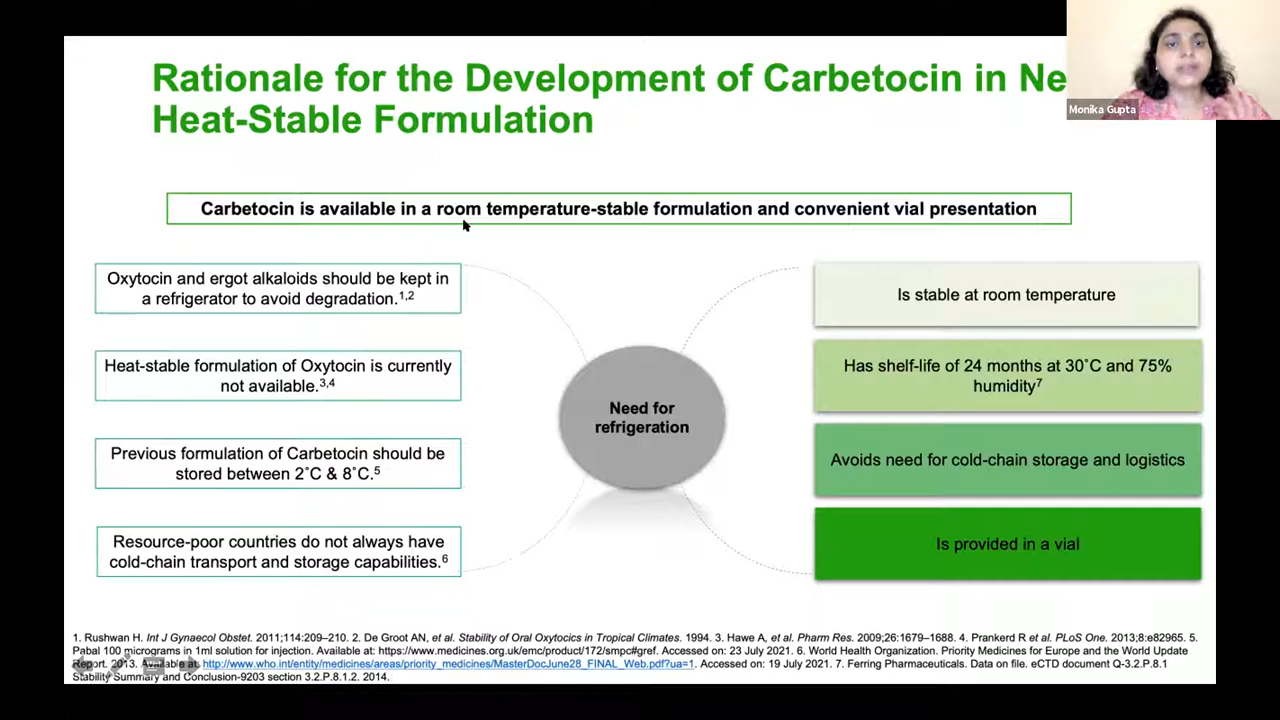 Rationale for the Development of Carbetocin in Ne
Heat-Stable Formulation
Monika Gupta
Carbetocin is available in a room temperature-stable formulation and convenient vial presentation
Oxytocin and ergot alkaloids should be kept in
a refrigerator to avoid degradation.1,2
Heat-stable formulation of Oxytocin is currently
not available.3,4
Previous formulation of Carbetocin should be
stored between 2˚C & 8˚C.5
Resource-poor countries do not always have
cold-chain transport and storage capabilities.6
Need for
refrigeration
Is stable at room temperature
Has shelf-life of 24 months at 30˚C and 75%
humidity7
Avoids need for cold-chain storage and logistics
Is provided in a vial
1. Rushwan H. Int J Gynaecol Obstet. 2011;114:209–210. 2. De Groot AN, et al. Stability of Oral Oxytocics in Tropical Climates. 1994. 3. Hawe A, et al. Pharm Res. 2009;26:1679–1688. 4. Prankerd R et al. PLoS One. 2013;8:e82965. 5.
Pabal 100 micrograms in 1ml solution for injection. Available at: https://www.medicines.org.uk/emc/product/172/smpc#gref. Accessed on: 23 July 2021. 6. World Health Organization. Priority Medicines for Europe and the World Update
Report. 2013. Available at: http://www.who.int/entity/medicines/areas/priority_medicines/MasterDocJune28_FINAL_Web.pdf?ua=1. Accessed on: 19 July 2021. 7. Ferring Pharmaceuticals. Data on file. eCTD document Q-3.2.P.8.1
Stability Summary and Conclusion-9203 section 3.2.P.8.1.2. 2014.